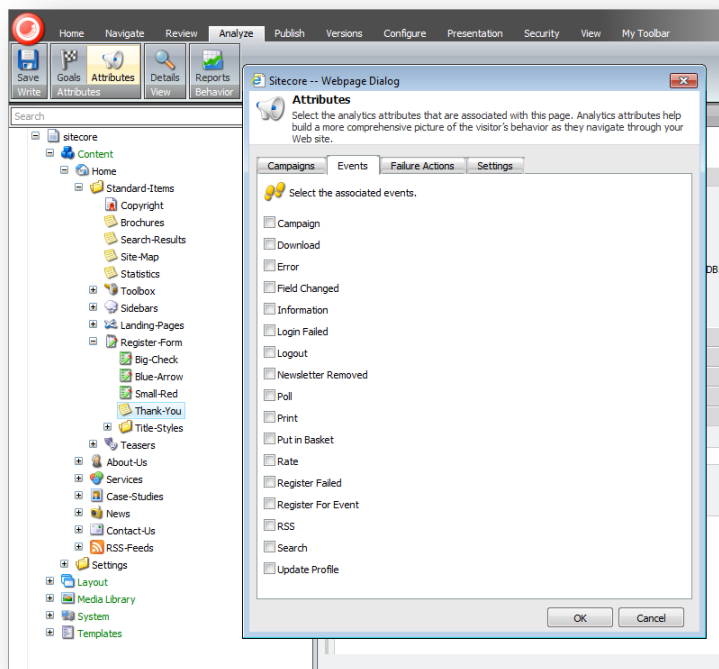 Home Navigate Review Analyze Publish Versions Configure Presentation Security View My Toolbar
Save Goals Attributes Details Reports
Write Attributes View Behavior
Search
sitecore
Content
Home
Standard-Items
Copyright
Brochures
Search-Results
Site-Map
Statistics
Toolbox
Sidebars
Landing-Pages
Register-Form
Big-Check
Blue-Arrow
Small-Red
Thank-You
Title-Styles
Teasers
About-Us
Services
Case-Studies
News
Contact-Us
RSS-Feeds
Settings
Layout
Media Library
System
Templates
Sitecore -- Webpage Dialog
Attributes
Select the analytics attributes that are associated with this page. Analytics attributes help
build a more comprehensive picture of the visitor's behavior as they navigate through your
Web site.
Campaigns Events Failure Actions Settings
Select the associated events.
Campaign
Download
Error
Field Changed
Information
Login Failed
Logout
Newsletter Removed
Poll
Print
Put in Basket
Rate
Register Failed
Register For Event
RSS
Search
Update Profile
OK Cancel
DB